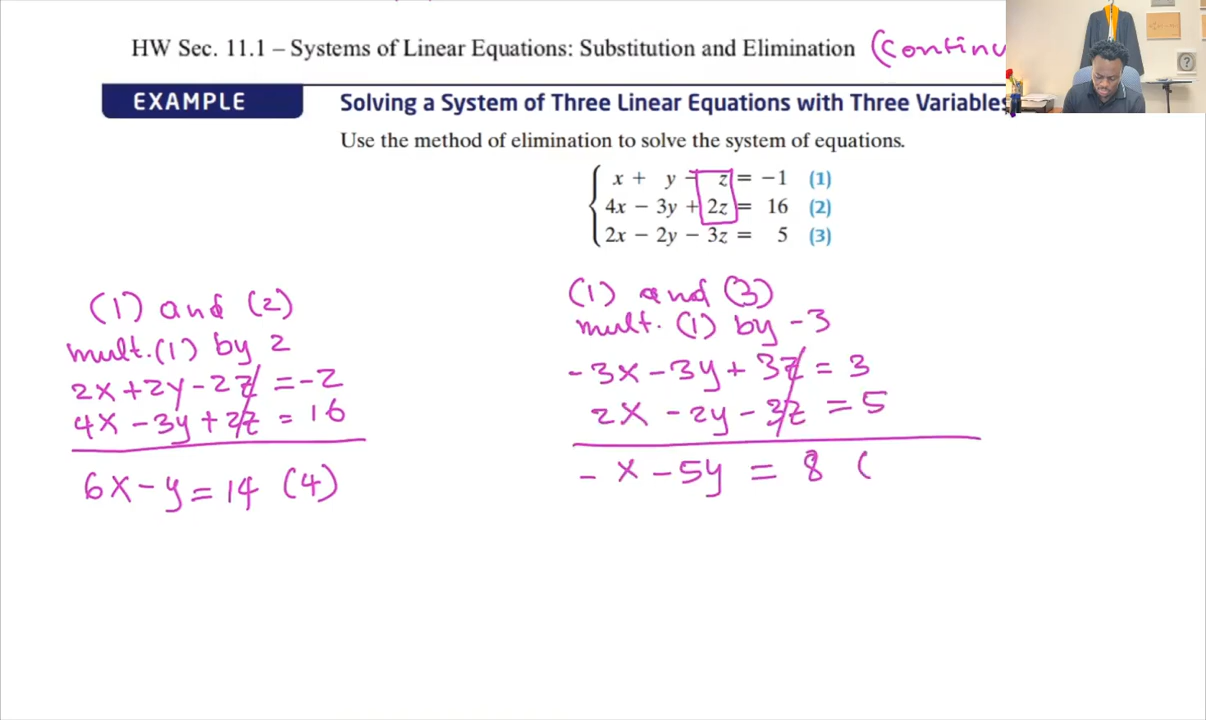 HW Sec. 11.1 – Systems of Linear Equations: Substitution and Elimination (Continu
EXAMPLE Solving a System of Three Linear Equations with Three Variables
Use the method of elimination to solve the system of equations.
x + y − z = −1 (1)
4x − 3y + 2z = 16 (2)
2x − 2y − 3z = 5 (3)
(1) and (2)
mult. (1) by 2
2x + 2y - 2z = -2
4x - 3y + 2z = 16
6x - y = 14 (4)
(1) and (3)
mult. (1) by -3
-3x - 3y + 3z = 3
2x - 2y - 3z = 5
-x - 5y = 8 (